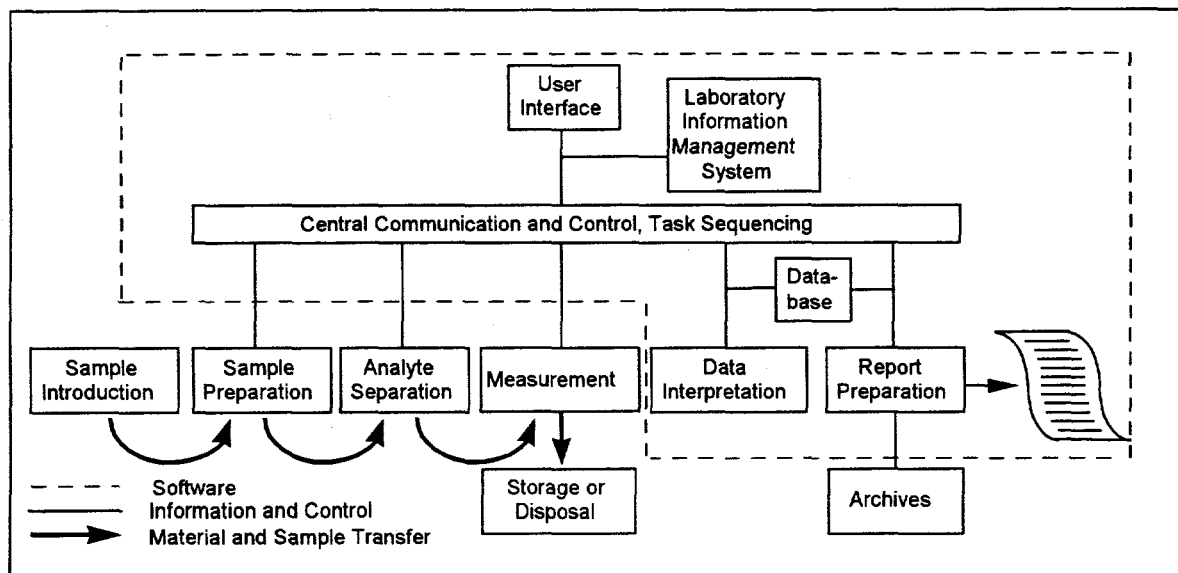 User
Interface
Laboratory
Information
Management
System
Central Communication and Control, Task Sequencing
Data-
base
Sample
Introduction
Sample
Preparation
Analyte
Separation
Measurement
Data
Interpretation
Report
Preparation
Storage or
Disposal
Archives
Software
Information and Control
Material and Sample Transfer